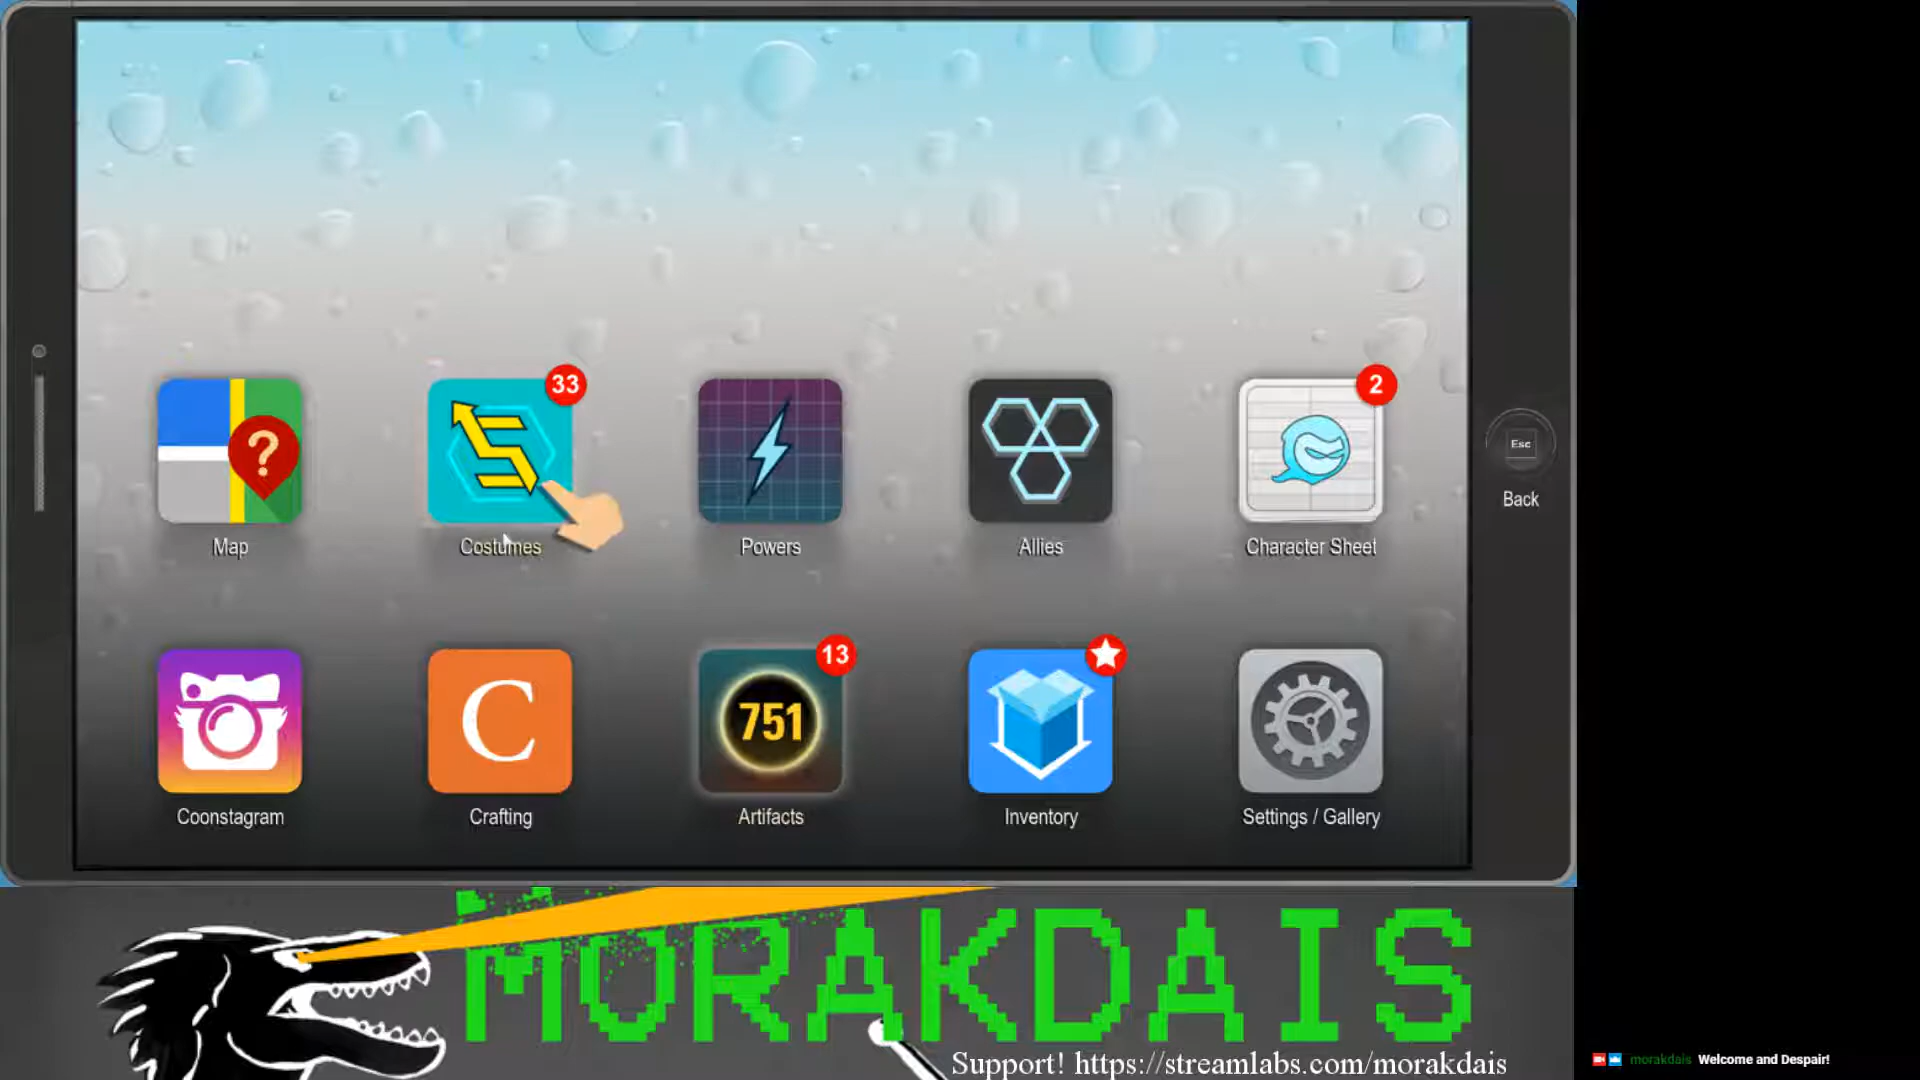 33
2
Esc
Back
Map
Costumes
Powers
Allies
Character Sheet
C
751
13
Coonstagram
Crafting
Artifacts
Inventory
Settings / Gallery
MORAKDAIS
Support! https://streamlabs.com/morakdais
morakdais Welcome and Despair!